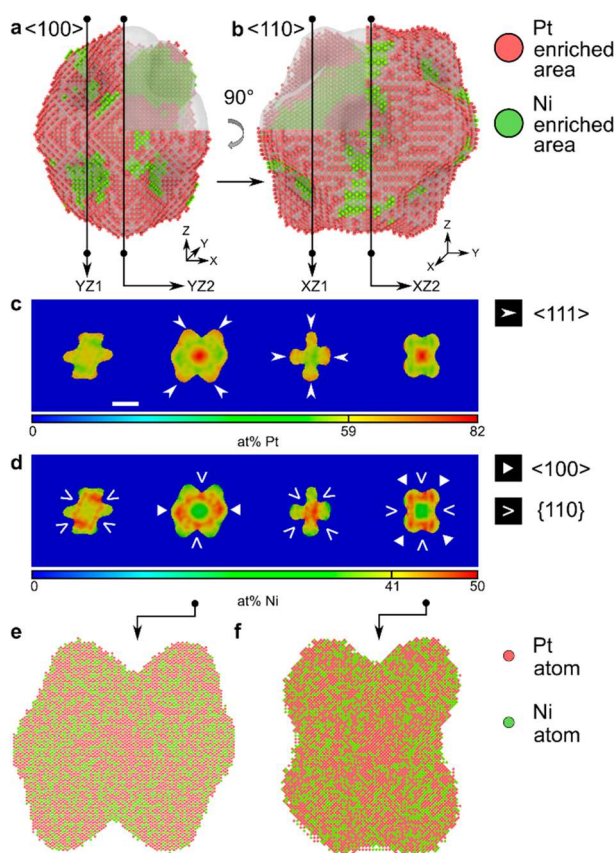 a <100>
b <110>
Pt
enriched
area
Ni
enriched
area
90°
Z
Y
X
Z
X
Y
YZ1
YZ2
XZ1
XZ2
c
<111>
0
59
82
at% Pt
d
<100>
{110}
0
41
50
at% Ni
e
f
Pt
atom
Ni
atom